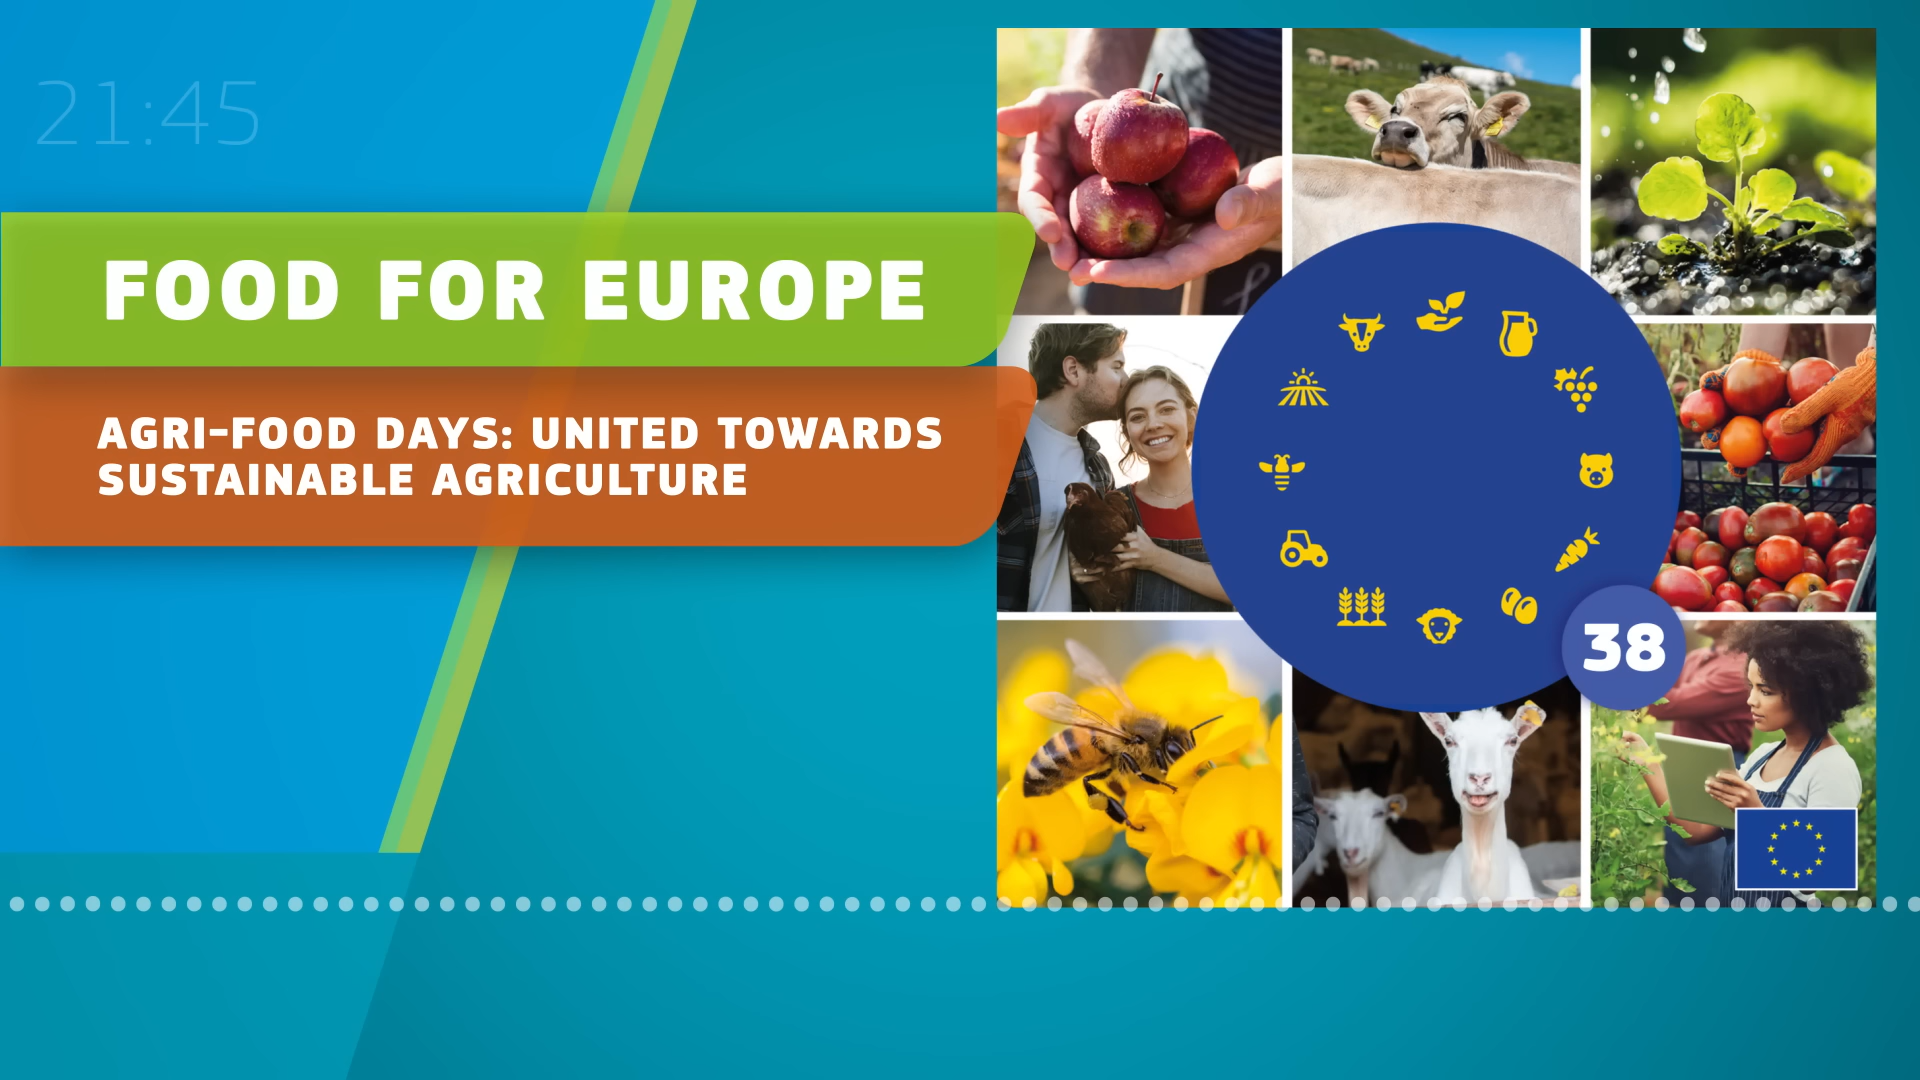 21:45
FOOD FOR EUROPE
AGRI-FOOD DAYS: UNITED TOWARDS
SUSTAINABLE AGRICULTURE
38